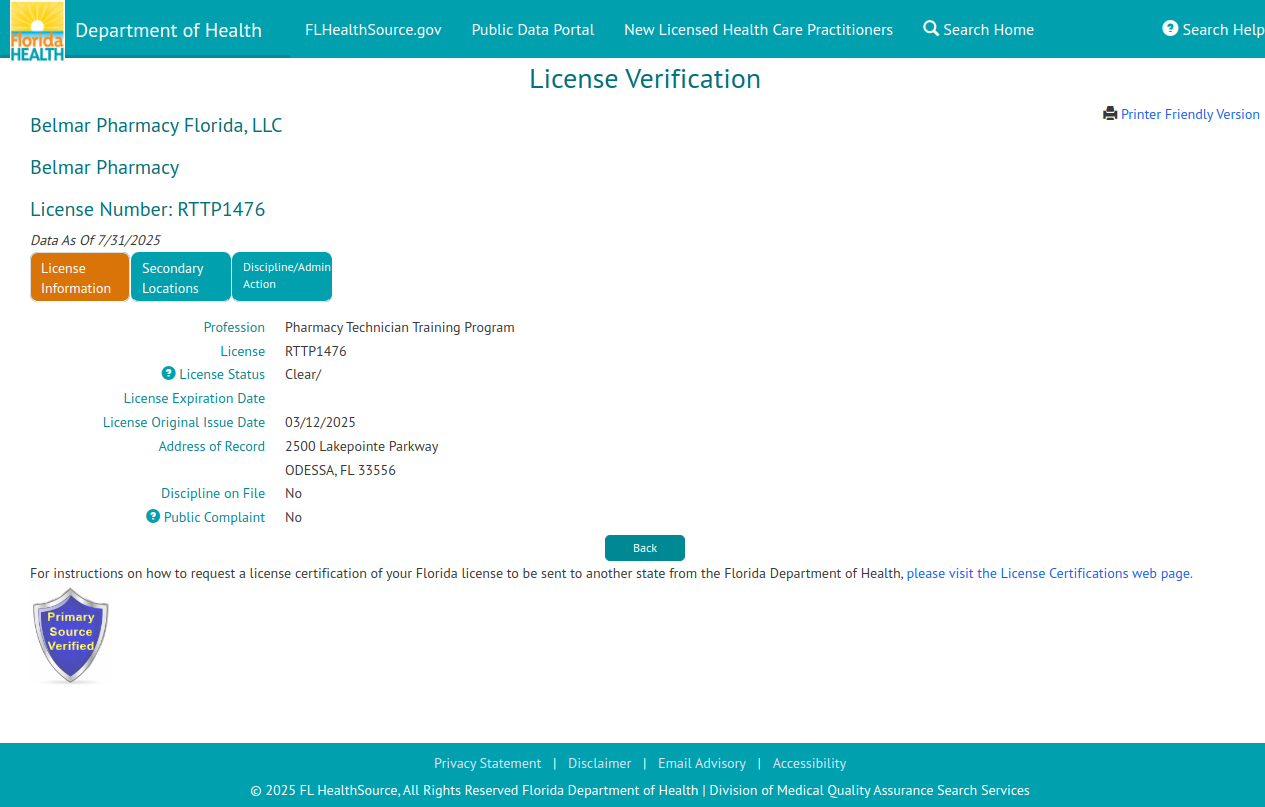 Florida
HEALTH
Department of Health
FLHealthSource.gov
Public Data Portal
New Licensed Health Care Practitioners
Search Home
? Search Help
License Verification
Printer Friendly Version
Belmar Pharmacy Florida, LLC
Belmar Pharmacy
License Number: RTTP1476
Data As Of 7/31/2025
License
Information
Secondary
Locations
Discipline/Admin
Action
Profession Pharmacy Technician Training Program
License RTTP1476
? License Status Clear/
License Expiration Date
License Original Issue Date 03/12/2025
Address of Record 2500 Lakepointe Parkway
ODESSA, FL 33556
Discipline on File No
? Public Complaint No
Back
For instructions on how to request a license certification of your Florida license to be sent to another state from the Florida Department of Health, please visit the License Certifications web page.
Primary
Source
Verified
Privacy Statement | Disclaimer | Email Advisory | Accessibility
© 2025 FL HealthSource, All Rights Reserved Florida Department of Health | Division of Medical Quality Assurance Search Services